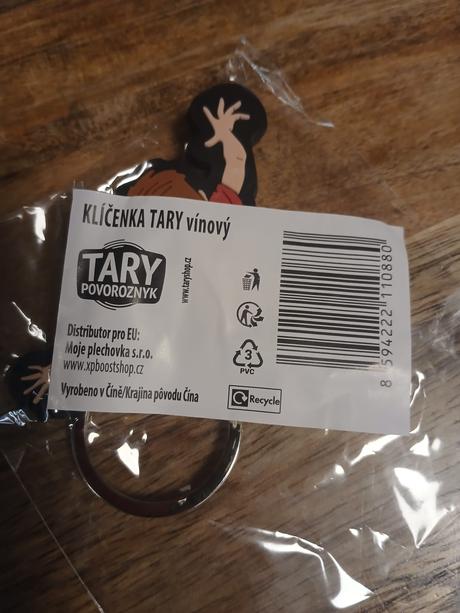 KLÍČENKA TARY vínový
TARY
POVOROZNYK
www.taryshop.cz
Distributor pro EU:
Moje plechovka s.r.o.
www.xpboostshop.cz
Vyrobeno v Číně/Krajina pôvodu Čína
3
PVC
Recycle
8 594222 110880